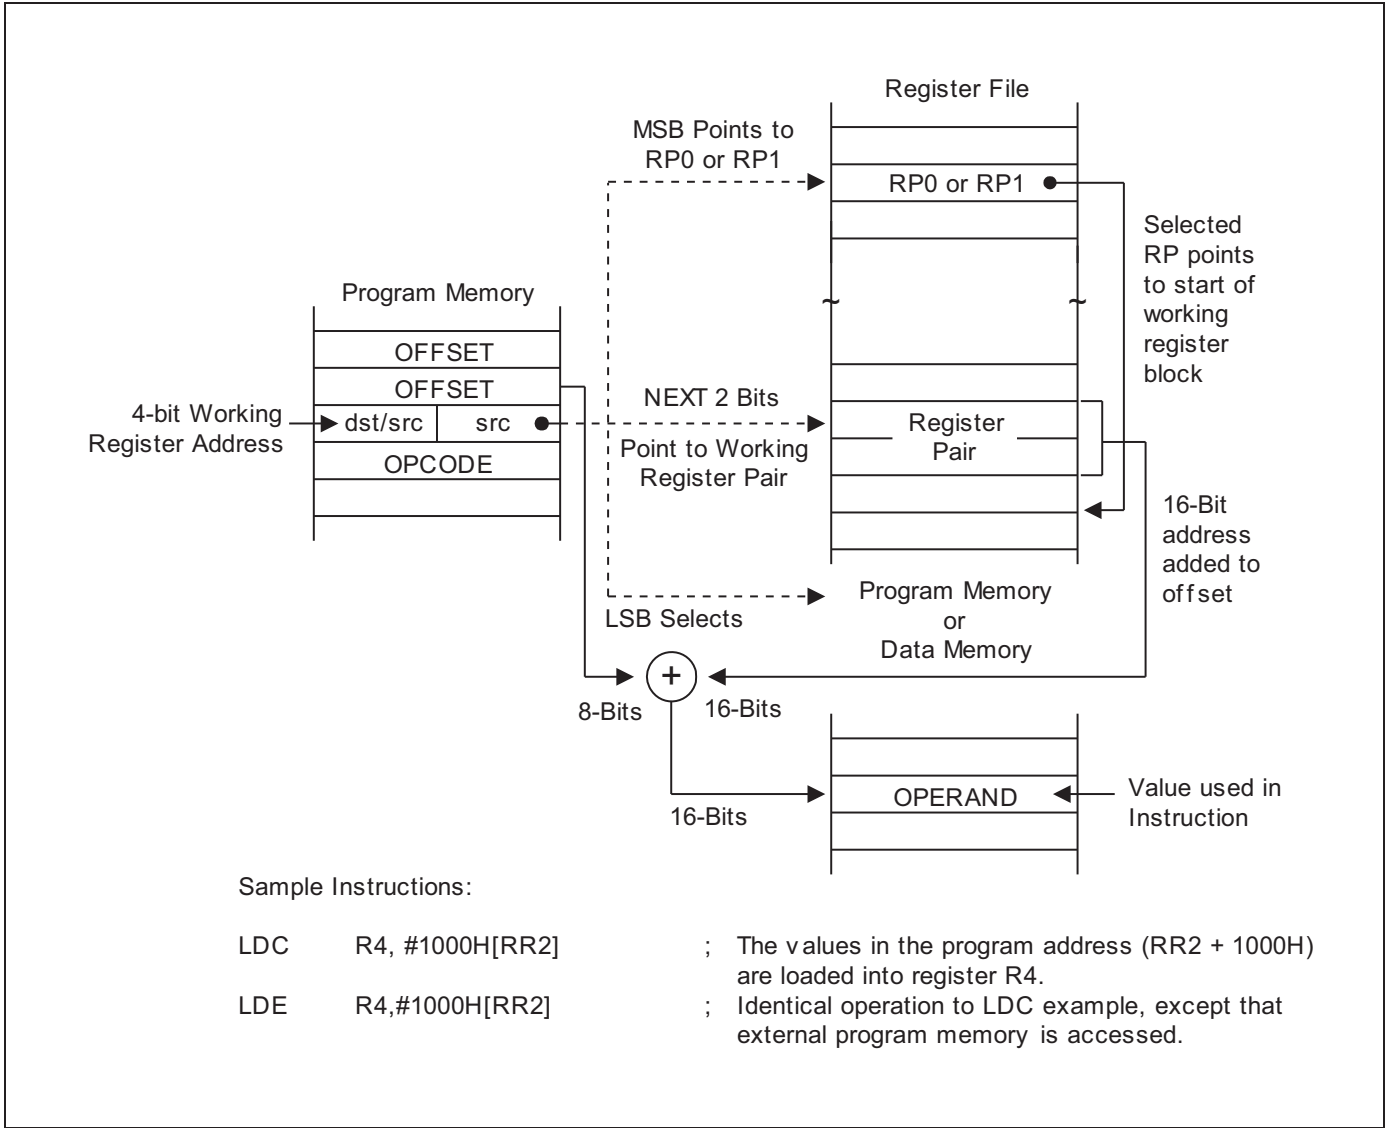 Register File
MSB Points to
RP0 or RP1
RP0 or RP1
Selected
RP points
to start of
working
register
block
Program Memory
OFFSET
OFFSET
4-bit Working
Register Address
dst/src
src
OPCODE
NEXT 2 Bits
Point to Working
Register Pair
Register
Pair
16-Bit
address
added to
offset
LSB Selects
Program Memory
or
Data Memory
+
8-Bits
16-Bits
16-Bits
OPERAND
Value used in
Instruction
~
~
Sample Instructions:
LDC R4, #1000H[RR2] ; The values in the program address (RR2 + 1000H)
are loaded into register R4.
LDE R4,#1000H[RR2] ; Identical operation to LDC example, except that
external program memory is accessed.